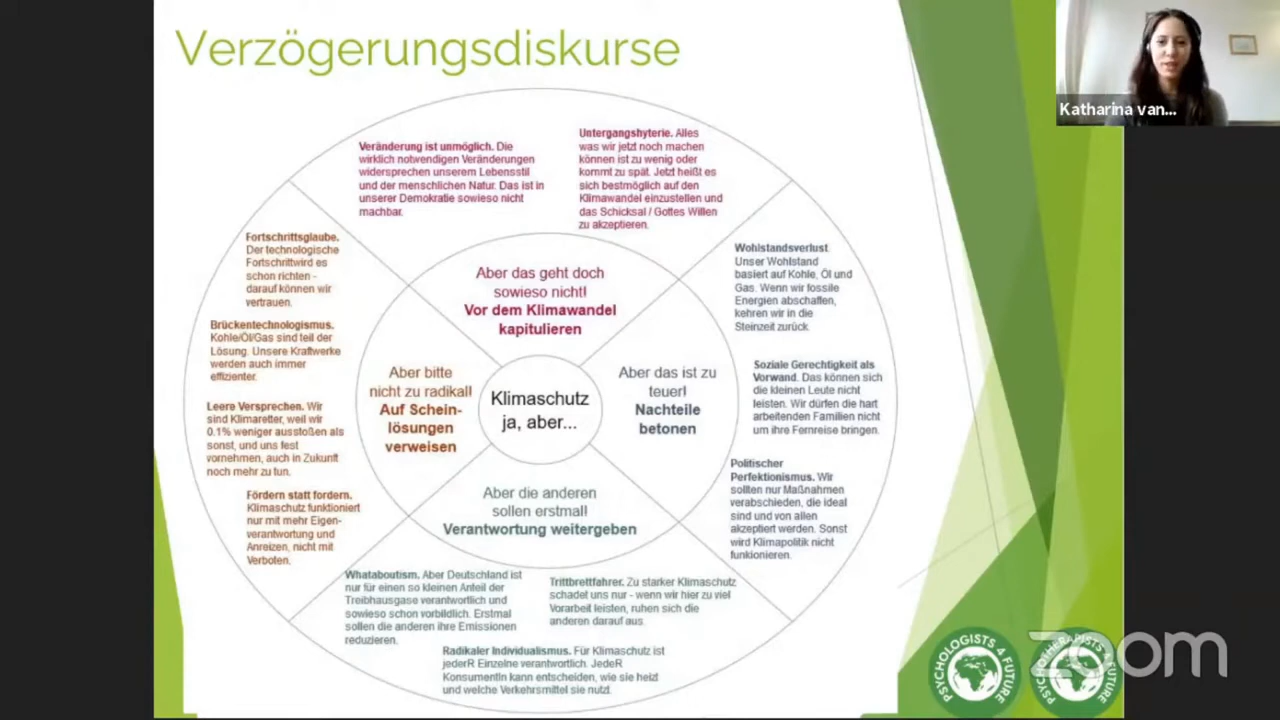 Verzögerungsdiskurse
Katharina van...
Veränderung ist unmöglich. Die
wirklich notwendigen Veränderungen
widersprechen unserem Lebensstil
und der menschlichen Natur. Das ist in
unserer Demokratie sowieso nicht
machbar.
Untergangshyterie. Alles
was wir jetzt noch machen
können ist zu wenig oder
kommt zu spät. Jetzt heißt es
sich bestmöglich auf den
Klimawandel einzustellen und
das Schicksal / Gottes Willen
zu akzeptieren.
Fortschrittsglaube.
Der technologische
Fortschrittwird es
schon richten -
darauf können wir
vertrauen.
Brückentechnologismus.
Kohle/Öl/Gas sind teil der
Lösung. Unsere Kraftwerke
werden auch immer
effizienter.
Leere Versprechen. Wir
sind Klimaretter, weil wir
0.1% weniger ausstoßen als
sonst, und uns fest
vornehmen, auch in Zukunft
noch mehr zu tun.
Fördern statt fordern.
Klimaschutz funktioniert
nur mit mehr Eigen-
verantwortung und
Anreizen, nicht mit
Verboten.
Aber das geht doch
sowieso nicht!
Vor dem Klimawandel
kapitulieren
Aber bitte
nicht zu radikal!
Auf Schein-
lösungen
verweisen
Klimaschutz
ja, aber...
Aber das ist zu
teuer!
Nachteile
betonen
Aber die anderen
sollen erstmal!
Verantwortung weitergeben
Wohlstandsverlust
Unser Wohlstand
basiert auf Kohle, Öl und
Gas. Wenn wir fossile
Energien abschaffen,
kehren wir in die
Steinzeit zurück.
Soziale Gerechtigkeit als
Vorwand. Das können sich
die kleinen Leute nicht
leisten. Wir dürfen die hart
arbeitenden Familien nicht
um ihre Fernreise bringen.
Politischer
Perfektionismus. Wir
sollten nur Maßnahmen
verabschieden, die ideal
sind und von allen
akzeptiert werden. Sonst
wird Klimapolitik nicht
funkionieren.
Whataboutism. Aber Deutschland ist
nur für einen so kleinen Anteil der
Treibhausgase verantwortlich und
sowieso schon vorbildlich. Erstmal
sollen die anderen ihre Emissionen
reduzieren.
Trittbrettfahrer. Zu starker Klimaschutz
schadet uns nur - wenn wir hier zu viel
Vorarbeit leisten, ruhen sich die
anderen darauf aus.
Radikaler Individualismus. Für Klimaschutz ist
jedeR Einzelne verantwortlich. JedeR
KonsumentIn kann entscheiden, wie sie heizt
und welche Verkehrsmittel sie nutzt.
PSYCHOLOGISTS 4 FUTURE
PSYCHOTHERAPISTS 4 FUTURE
zoom